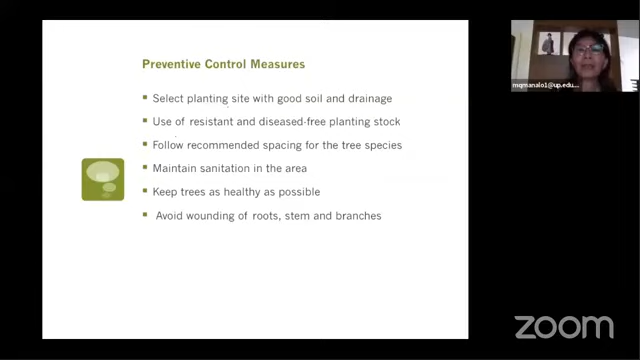 Preventive Control Measures
Select planting site with good soil and drainage
Use of resistant and diseased-free planting stock
Follow recommended spacing for the tree species
Maintain sanitation in the area
Keep trees as healthy as possible
Avoid wounding of roots, stem and branches
mqmanalo1@up.edu...
zoom